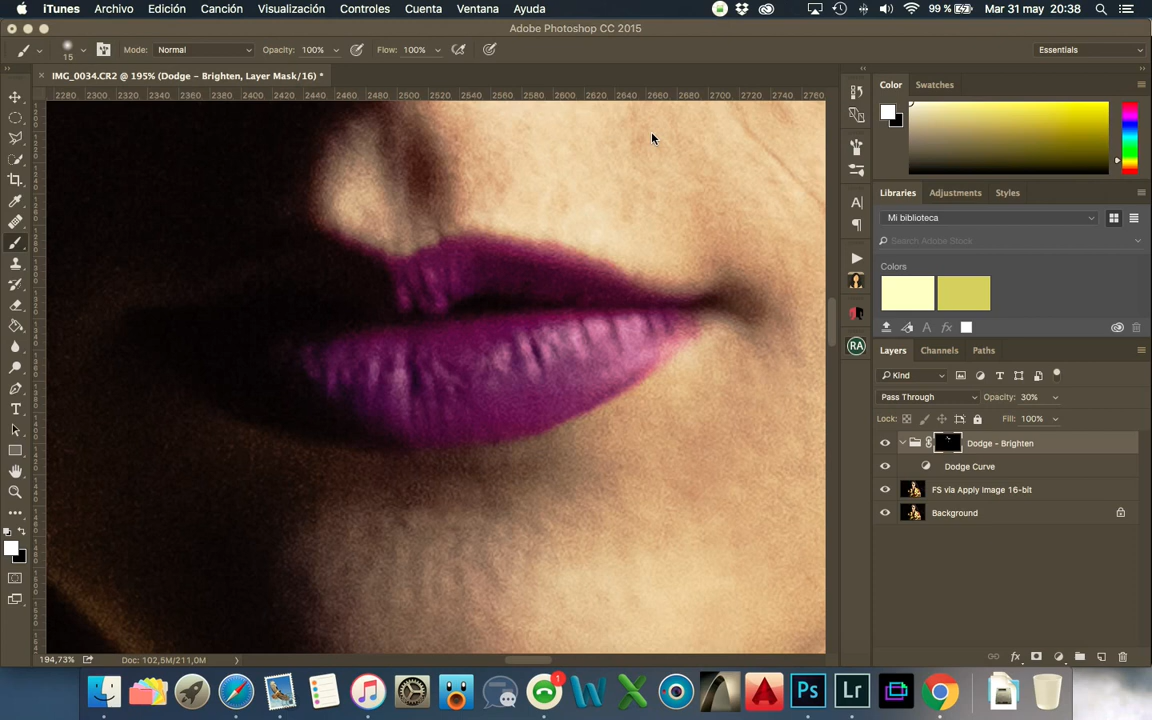 iTunes Archivo Edición Canción Visualización Controles Cuenta Ventana Ayuda 99 % Mar 31 may 20:38
Adobe Photoshop CC 2015
15 Mode: Normal Opacity: 100% Flow: 100% Essentials
× IMG_0034.CR2 @ 195% (Dodge – Brighten, Layer Mask/16) *
2280 2300 2320 2340 2360 2380 2400 2420 2440 2460 2480 2500 2520 2540 2560 2580 2600 2620 2640 2660 2680 2700 2720 2740 2760
Color Swatches
Libraries Adjustments Styles
Mi biblioteca
Search Adobe Stock
Colors
Layers Channels Paths
Kind
Pass Through Opacity: 30%
Lock: Fill: 100%
Dodge - Brighten
Dodge Curve
FS via Apply Image 16-bit
Background
194,73% Doc: 102,5M/211,0M
1
Ps Lr